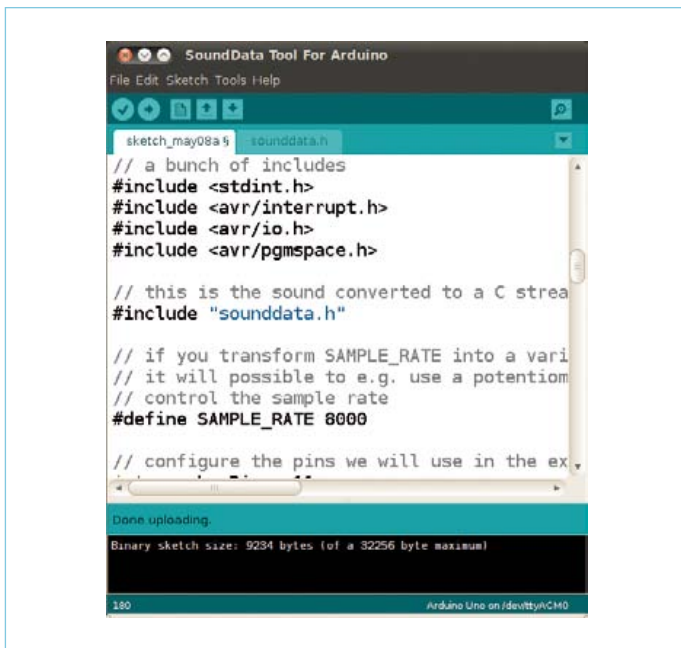 SoundData Tool For Arduino
File Edit Sketch Tools Help
sketch_may08a §
sounddata.h
// a bunch of includes
#include <stdint.h>
#include <avr/interrupt.h>
#include <avr/io.h>
#include <avr/pgmspace.h>
// this is the sound converted to a C strea
#include "sounddata.h"
// if you transform SAMPLE_RATE into a vari
// it will possible to e.g. use a potentiom
// control the sample rate
#define SAMPLE_RATE 8000
// configure the pins we will use in the ex
Done uploading.
Binary sketch size: 9234 bytes (of a 32256 byte maximum)
180
Arduino Uno on /dev/ttyACM0